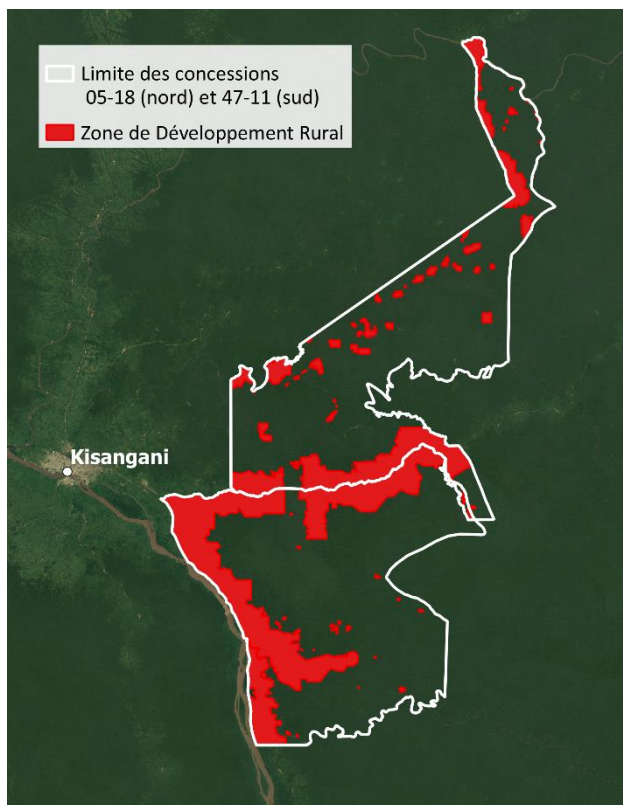 Limite des concessions
05-18 (nord) et 47-11 (sud)
Zone de Développement Rural
Kisangani